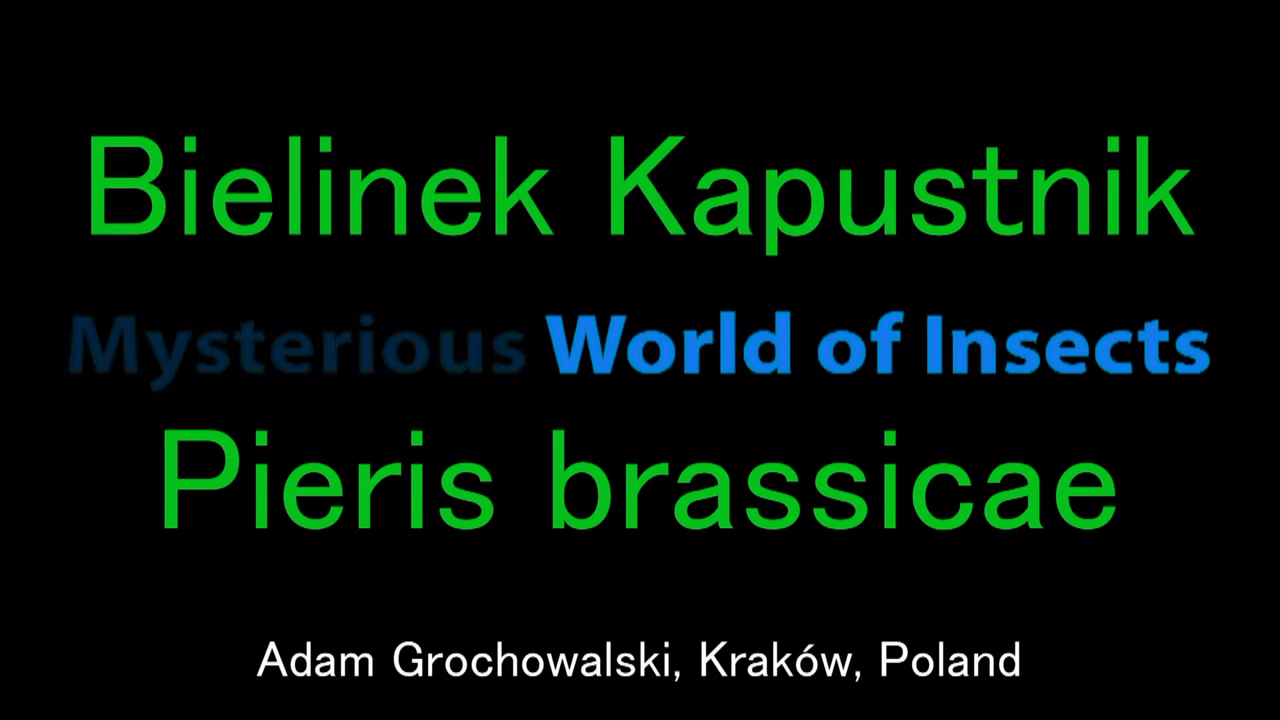 Bielinek Kapustnik
Mysterious World of Insects
Pieris brassicae
Adam Grochowalski, Kraków, Poland